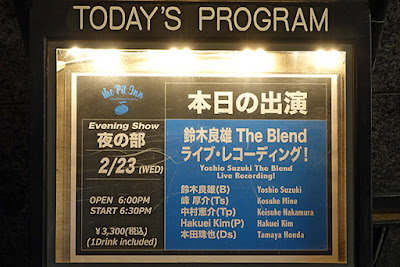 TODAY'S PROGRAM
the Pit Inn
Evening Show
夜の部
2/23 (WED)
OPEN 6:00PM
START 6:30PM
¥3,300(税込)
(1Drink included)
本日の出演
鈴木良雄 The Blend
ライブ・レコーディング!
Yoshio Suzuki The Blend
Live Recording!
鈴木良雄(B) Yoshio Suzuki
峰 厚介(Ts) Kosuke Mine
中村恵介(Tp) Keisuke Nakamura
Hakuei Kim(P) Hakuei Kim
本田珠也(Ds) Tamaya Honda